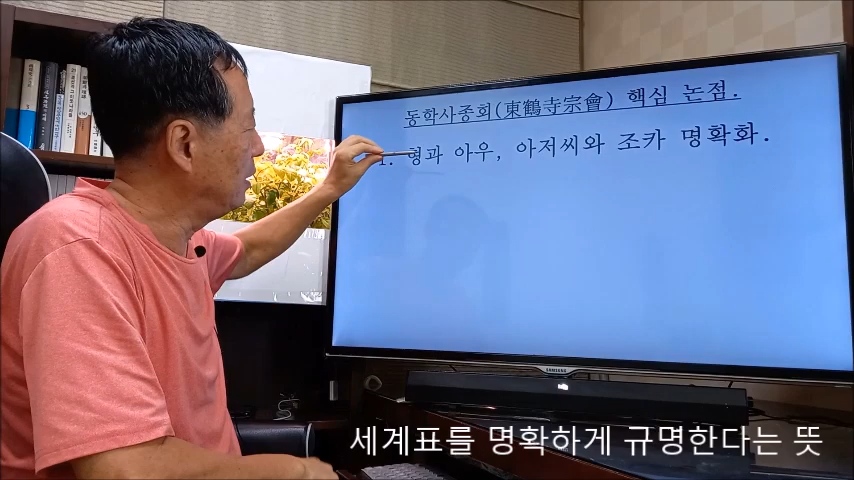 동학사종회(東鶴寺宗會) 핵심 논점.
1. 형과 아우, 아저씨와 조카 명확화.
SAMSUNG
세계표를 명확하게 규명한다는 뜻